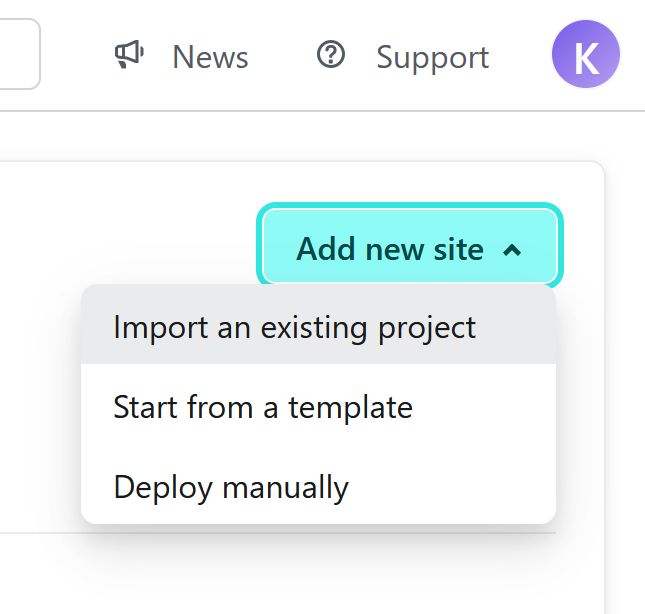 News
Support
K
Add new site
Import an existing project
Start from a template
Deploy manually